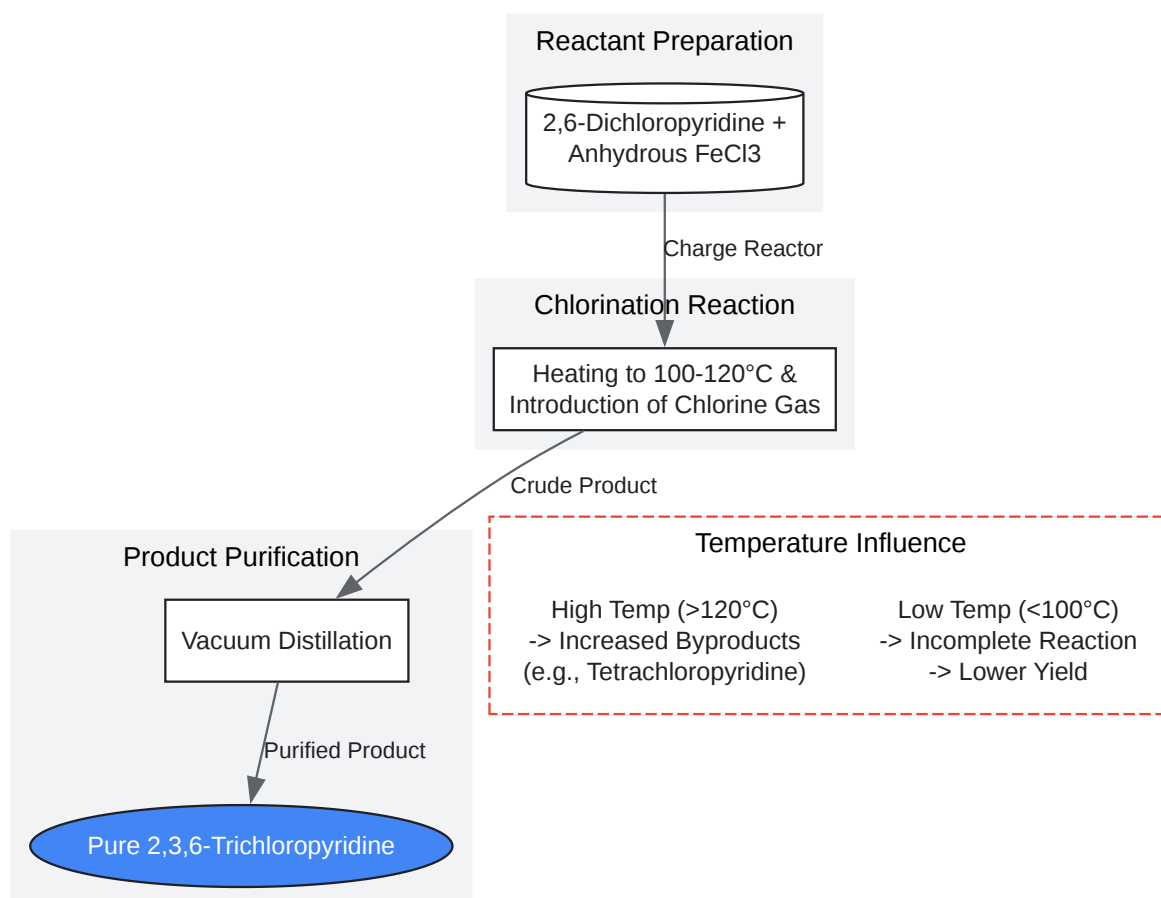 Reactant Preparation
2,6-Dichloropyridine +
Anhydrous FeCl3
Charge Reactor
Chlorination Reaction
Heating to 100-120°C &
Introduction of Chlorine Gas
Crude Product
Product Purification
Vacuum Distillation
Purified Product
Pure 2,3,6-Trichloropyridine
Temperature Influence
High Temp (>120°C)
-> Increased Byproducts
(e.g., Tetrachloropyridine)
Low Temp (<100°C)
-> Incomplete Reaction
-> Lower Yield